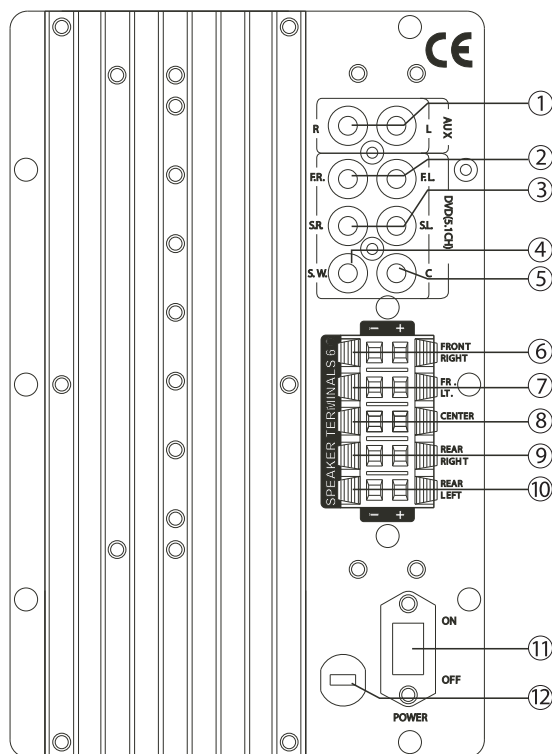 CE
①
R
L
AUX
②
F.R.
F.L.
③
S.R.
S.L.
DVD(5.1CH)
④
S.W.
C
⑤
− +
SPEAKER TERMINALS 6
FRONT
RIGHT
⑥
FR.
LT.
⑦
CENTER
⑧
REAR
RIGHT
⑨
REAR
LEFT
⑩
− +
ON
⑪
OFF
⑫
POWER